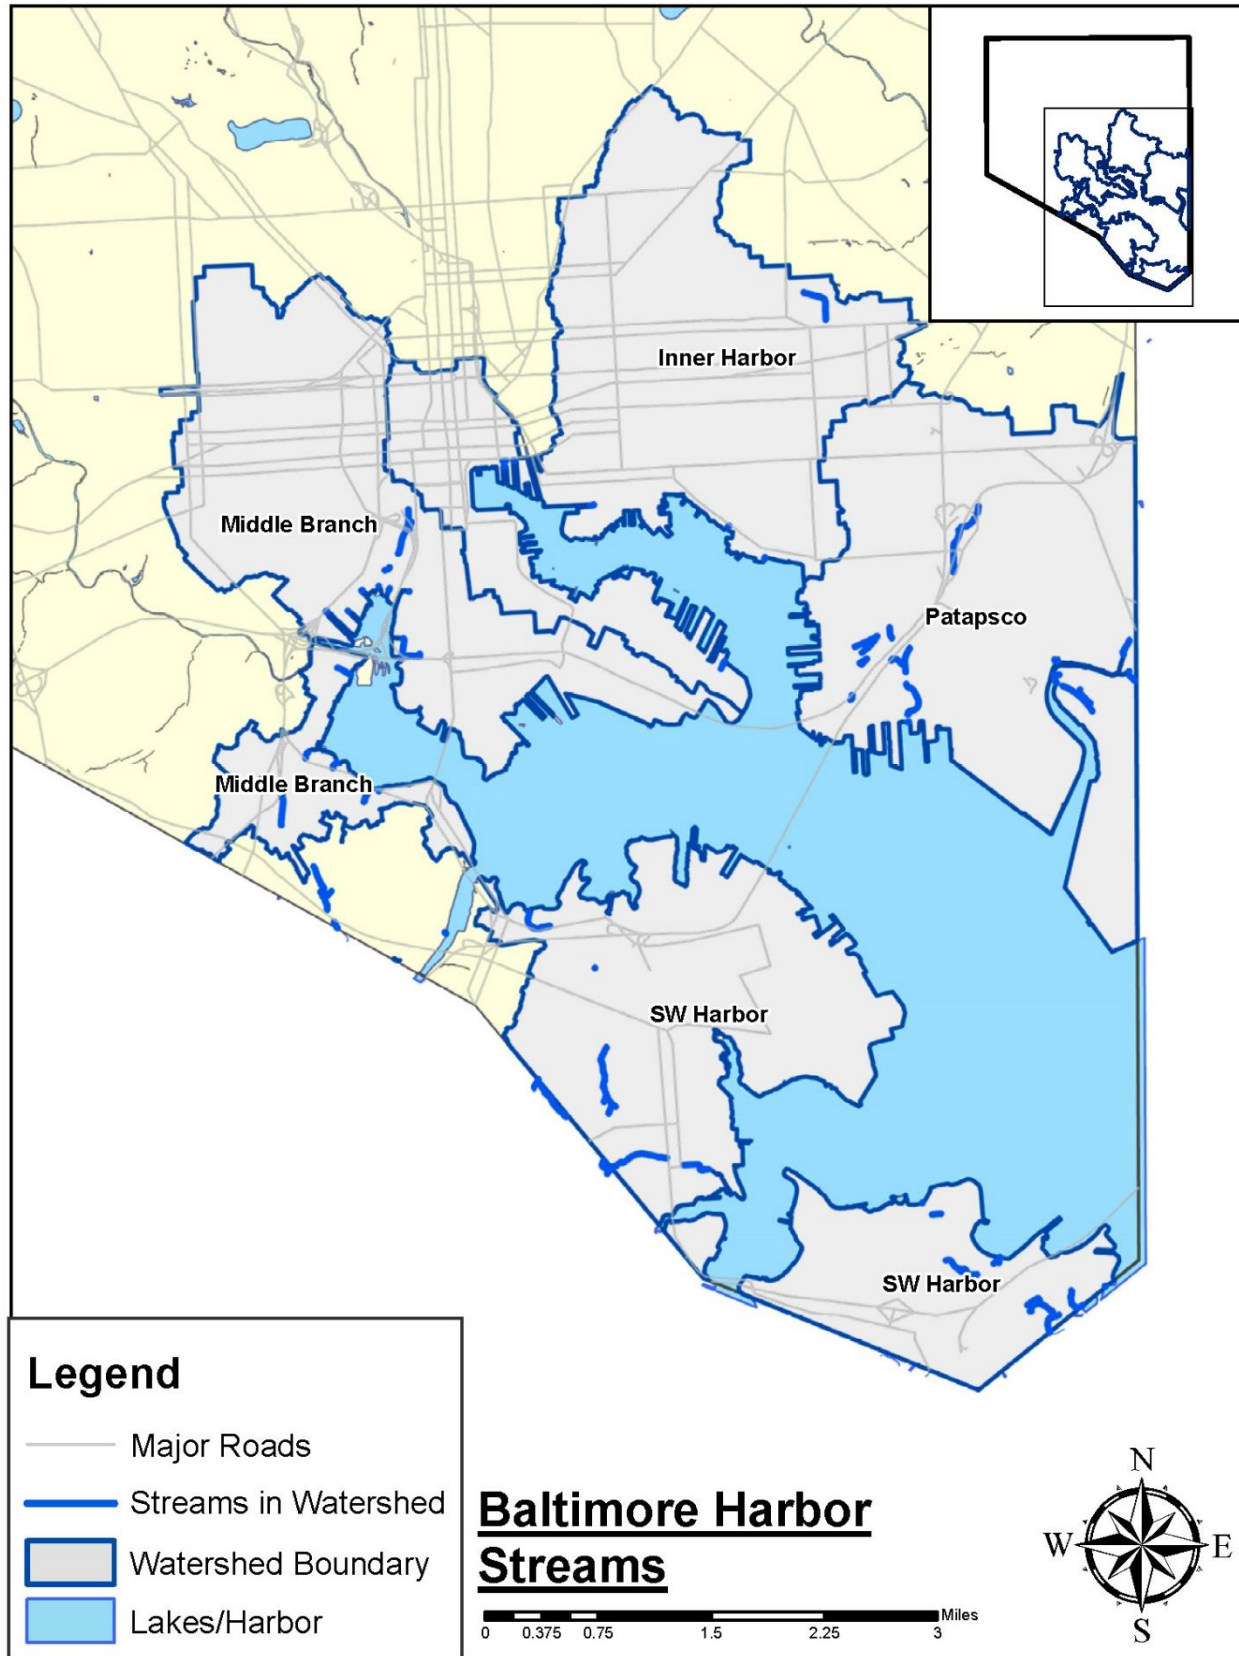 Inner Harbor
Middle Branch
Patapsco
Middle Branch
SW Harbor
SW Harbor
Legend
Major Roads
Streams in Watershed
Watershed Boundary
Lakes/Harbor
Baltimore Harbor
Streams
Miles
0 0.375 0.75 1.5 2.25 3
N
W E
S